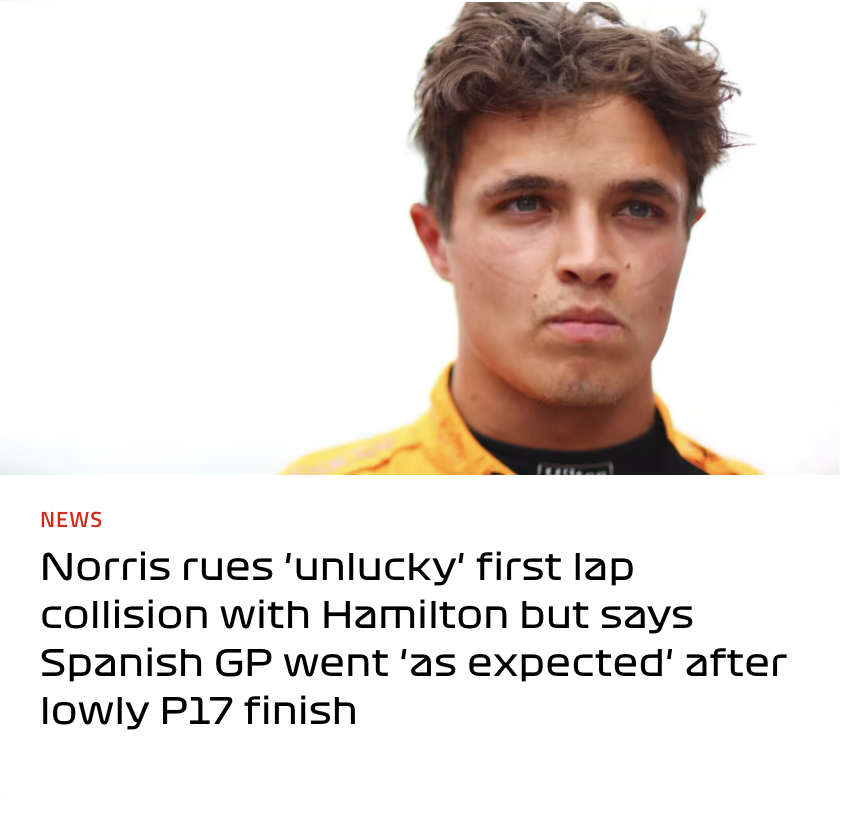 Hilton
NEWS
Norris rues ‘unlucky’ first lap
collision with Hamilton but says
Spanish GP went ‘as expected’ after
lowly P17 finish